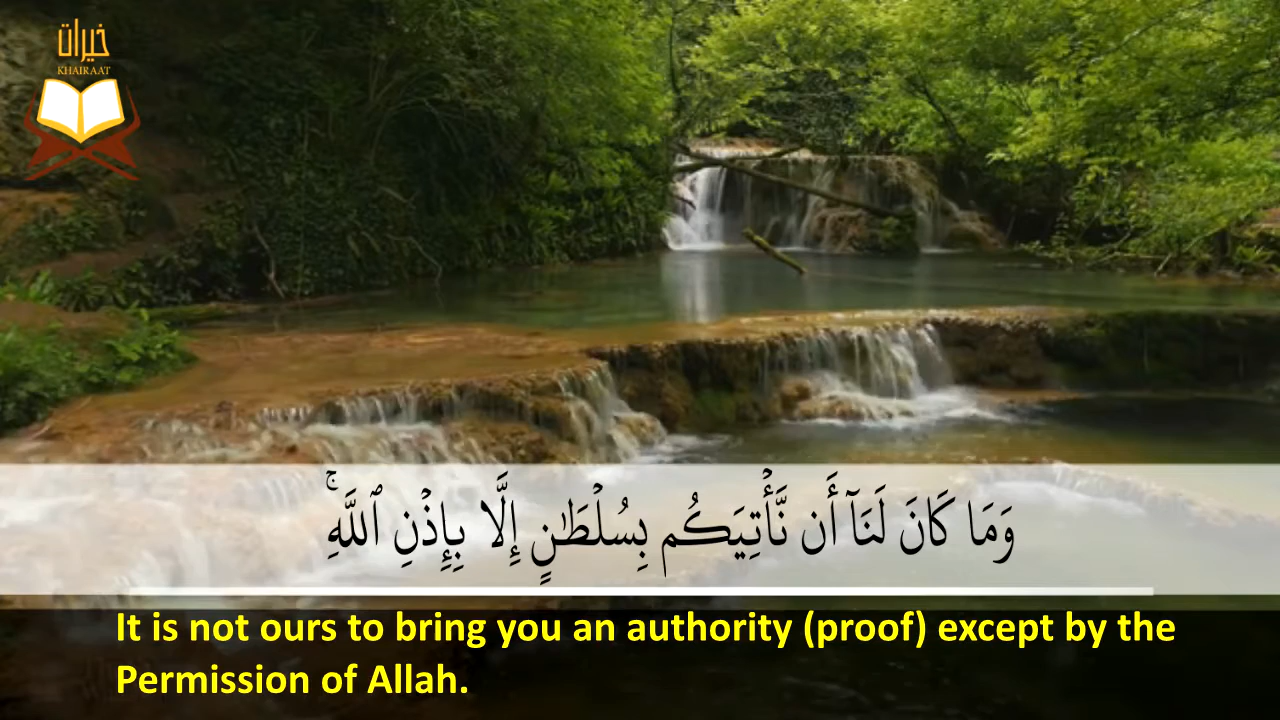 خيرات
KHAIRAAT
وَمَا كَانَ لَنَآ أَن نَّأْتِيَكُم بِسُلْطَـٰنٍ إِلَّا بِإِذْنِ ٱللَّهِ ۚ
It is not ours to bring you an authority (proof) except by the
Permission of Allah.